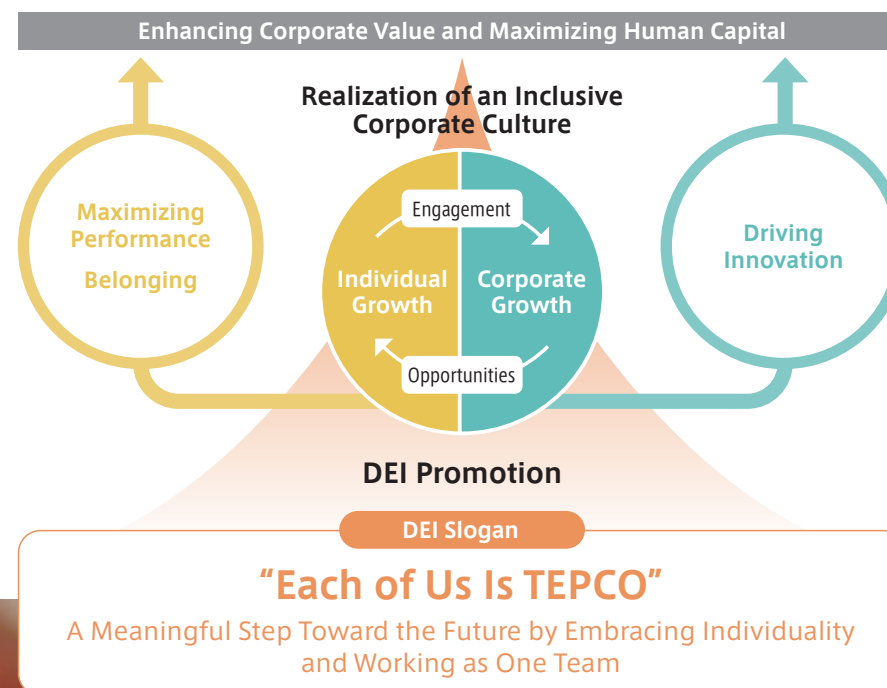 Enhancing Corporate Value and Maximizing Human Capital
Realization of an Inclusive
Corporate Culture
Maximizing
Performance
Belonging
Engagement
Individual
Growth
Corporate
Growth
Opportunities
Driving
Innovation
DEI Promotion
DEI Slogan
“Each of Us Is TEPCO”
A Meaningful Step Toward the Future by Embracing Individuality
and Working as One Team